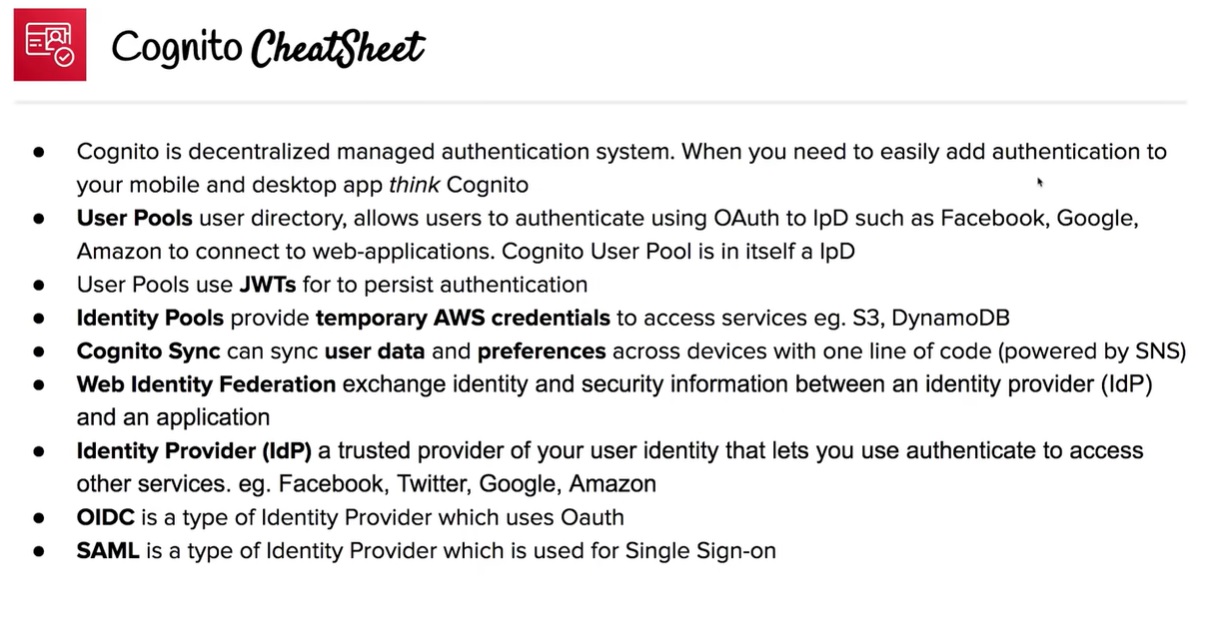 Cognito CheatSheet
● Cognito is decentralized managed authentication system. When you need to easily add authentication to
your mobile and desktop app think Cognito
● User Pools user directory, allows users to authenticate using OAuth to IpD such as Facebook, Google,
Amazon to connect to web-applications. Cognito User Pool is in itself a IpD
● User Pools use JWTs for to persist authentication
● Identity Pools provide temporary AWS credentials to access services eg. S3, DynamoDB
● Cognito Sync can sync user data and preferences across devices with one line of code (powered by SNS)
● Web Identity Federation exchange identity and security information between an identity provider (IdP)
and an application
● Identity Provider (IdP) a trusted provider of your user identity that lets you use authenticate to access
other services. eg. Facebook, Twitter, Google, Amazon
● OIDC is a type of Identity Provider which uses Oauth
● SAML is a type of Identity Provider which is used for Single Sign-on